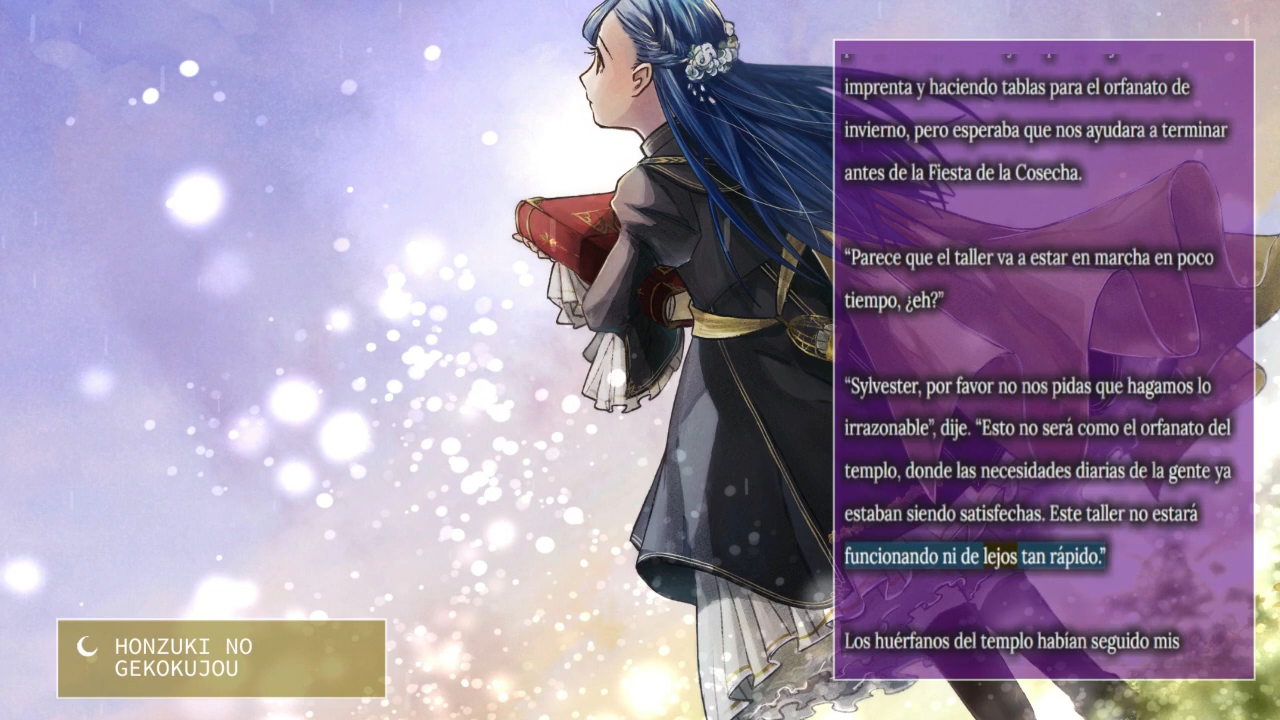 imprenta y haciendo tablas para el orfanato de
invierno, pero esperaba que nos ayudara a terminar
antes de la Fiesta de la Cosecha.
“Parece que el taller va a estar en marcha en poco
tiempo, ¿eh?”
“Sylvester, por favor no nos pidas que hagamos lo
irrazonable”, dije. “Esto no será como el orfanato del
templo, donde las necesidades diarias de la gente ya
estaban siendo satisfechas. Este taller no estará
funcionando ni de lejos tan rápido.”
Los huérfanos del templo habían seguido mis
HONZUKI NO
GEKOKUJOU